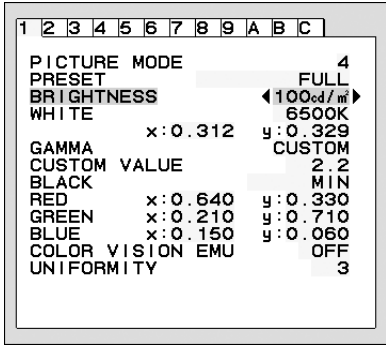 1 2 3 4 5 6 7 8 9 A B C
PICTURE MODE 4
PRESET FULL
BRIGHTNESS 100cd/㎡
WHITE 6500K
x:0.312 y:0.329
GAMMA CUSTOM
CUSTOM VALUE 2.2
BLACK MIN
RED x:0.640 y:0.330
GREEN x:0.210 y:0.710
BLUE x:0.150 y:0.060
COLOR VISION EMU OFF
UNIFORMITY 3